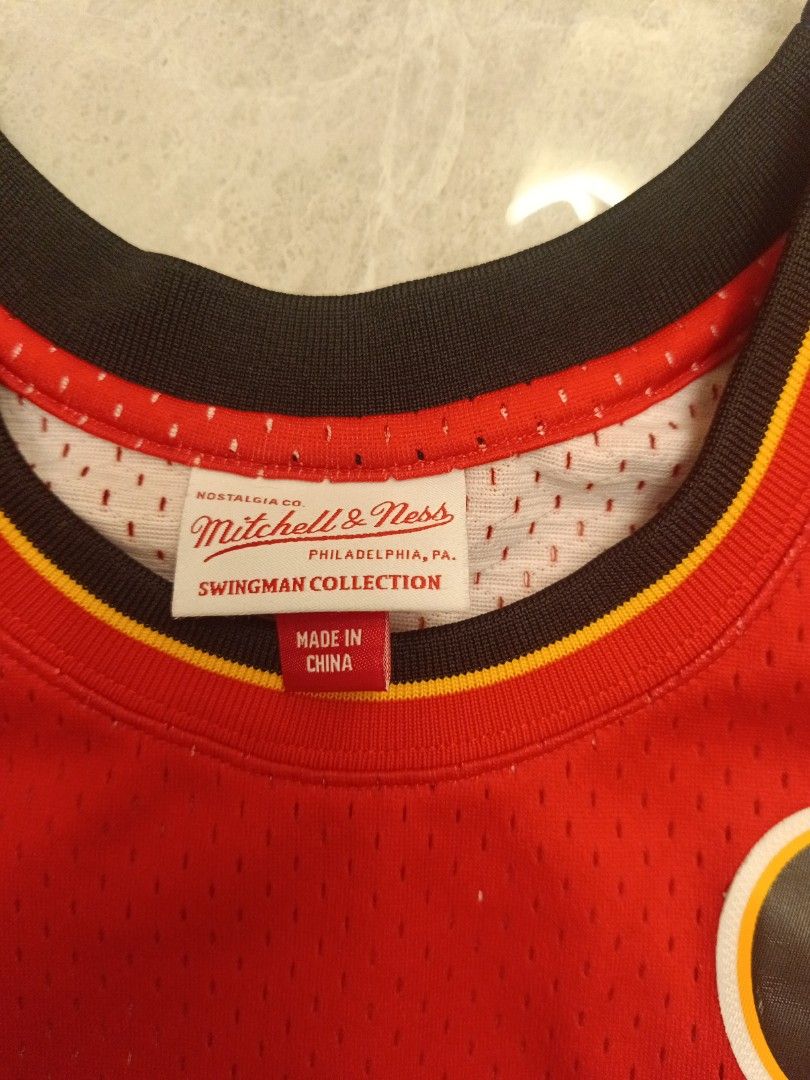 NOSTALGIA CO.
Mitchell & Ness
PHILADELPHIA, PA.
SWINGMAN COLLECTION
MADE IN
CHINA